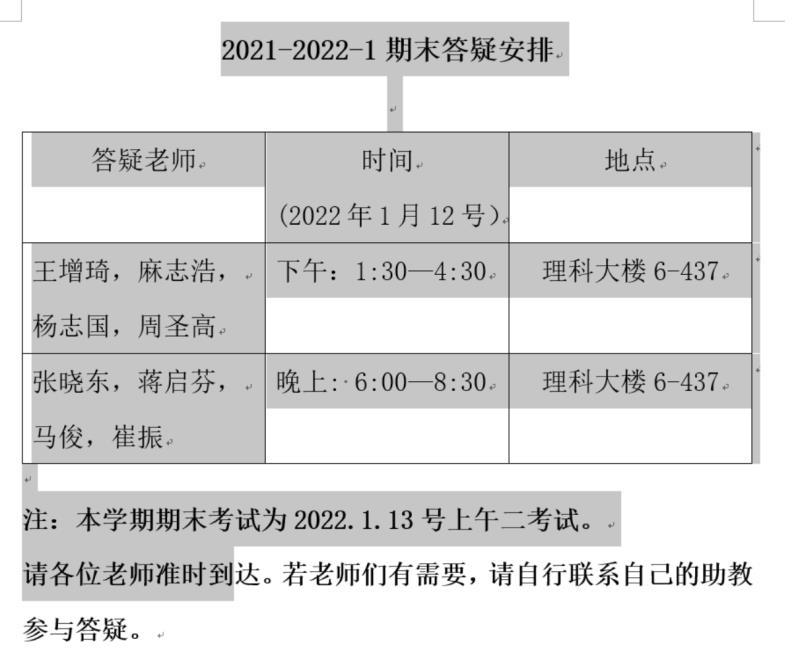 2021-2022-1 期末答疑安排
答疑老师 时间 地点
(2022 年 1 月 12 号)
王增琦，麻志浩， 下午：1:30—4:30 理科大楼 6-437
杨志国，周圣高
张晓东，蒋启芬， 晚上: 6:00—8:30 理科大楼 6-437
马俊，崔振
注：本学期期末考试为 2022.1.13 号上午二考试。
请各位老师准时到达。若老师们有需要，请自行联系自己的助教
参与答疑。